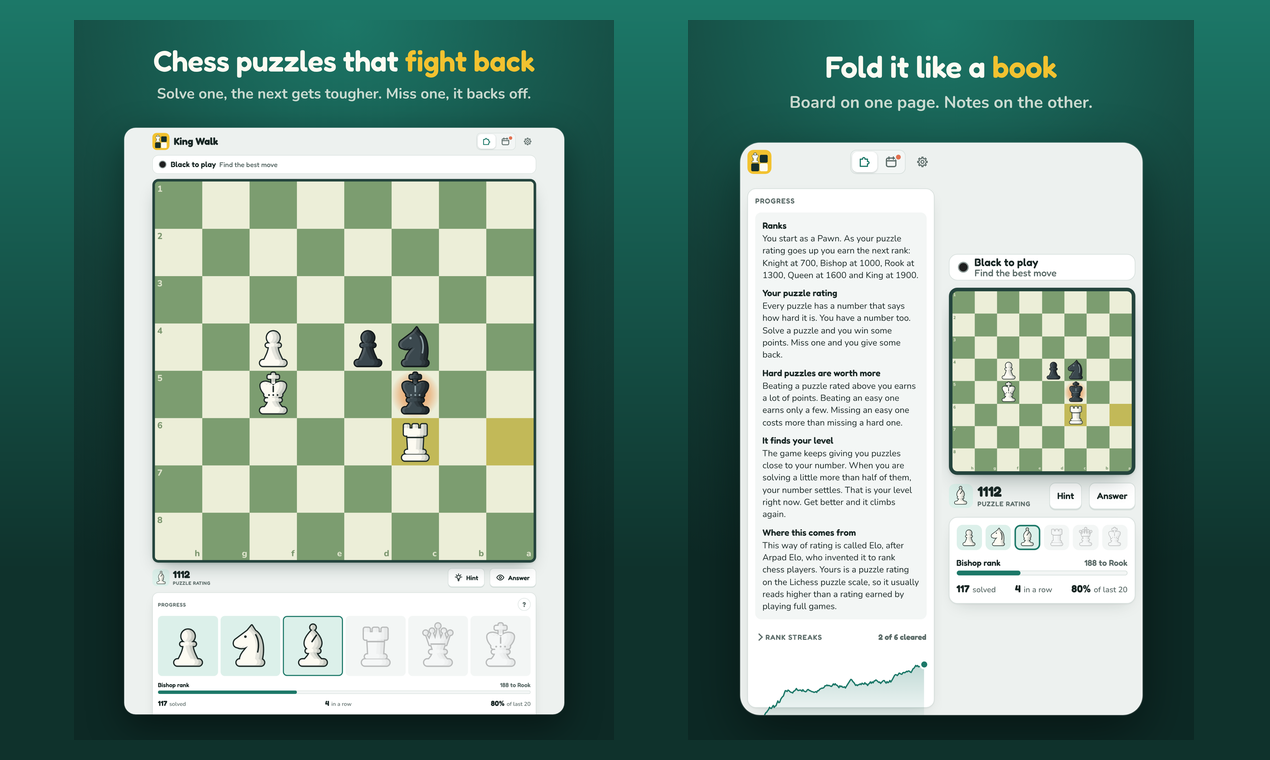 Chess puzzles that fight back
Solve one, the next gets tougher. Miss one, it backs off.
King Walk
Black to play Find the best move
1
2
3
4
5
6
7
8
h g f e d c b a
1112
PUZZLE RATING
Hint
Answer
PROGRESS
?
Bishop rank
188 to Rook
117 solved
4 in a row
80% of last 20
Fold it like a book
Board on one page. Notes on the other.
PROGRESS
Ranks
You start as a Pawn. As your puzzle
rating goes up you earn the next rank:
Knight at 700, Bishop at 1000, Rook at
1300, Queen at 1600 and King at 1900.
Your puzzle rating
Every puzzle has a number that says
how hard it is. You have a number too.
Solve a puzzle and you win some
points. Miss one and you give some
back.
Hard puzzles are worth more
Beating a puzzle rated above you earns
a lot of points. Beating an easy one
earns only a few. Missing an easy one
costs more than missing a hard one.
It finds your level
The game keeps giving you puzzles
close to your number. When you are
solving a little more than half of them,
your number settles. That is your level
right now. Get better and it climbs
again.
Where this comes from
This way of rating is called Elo, after
Arpad Elo, who invented it to rank
chess players. Yours is a puzzle rating
on the Lichess puzzle scale, so it usually
reads higher than a rating earned by
playing full games.
RANK STREAKS
2 of 6 cleared
Black to play
Find the best move
1112
PUZZLE RATING
Hint
Answer
Bishop rank
188 to Rook
117 solved
4 in a row
80% of last 20